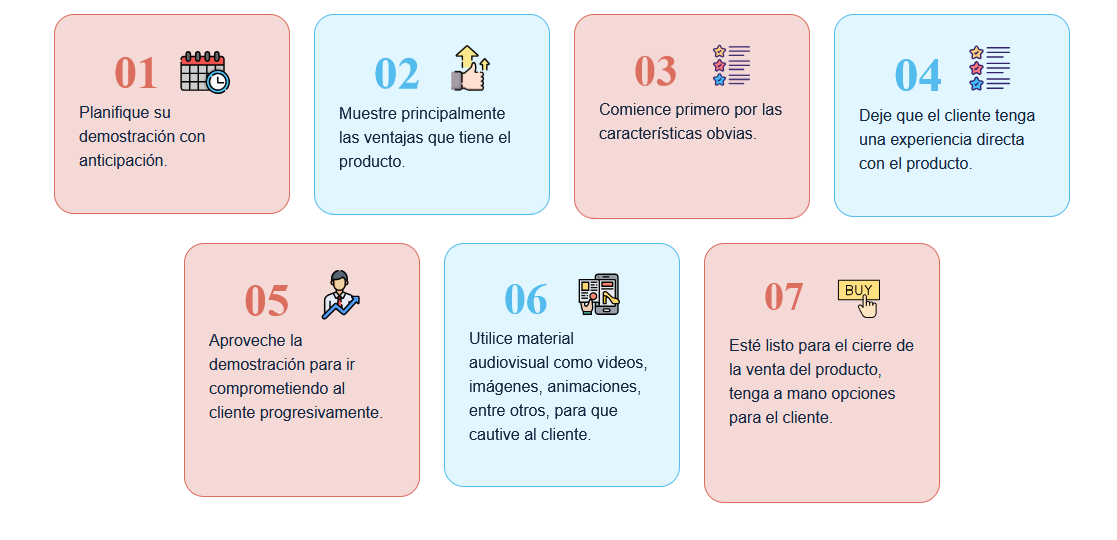 01
Planifique su
demostración con
anticipación.
02
Muestre principalmente
las ventajas que tiene el
producto.
03
Comience primero por las
características obvias.
04
Deje que el cliente tenga
una experiencia directa
con el producto.
05
Aproveche la
demostración para ir
comprometiendo al
cliente progresivamente.
06
Utilice material
audiovisual como videos,
imágenes, animaciones,
entre otros, para que
cautive al cliente.
07
BUY
Esté listo para el cierre de
la venta del producto,
tenga a mano opciones
para el cliente.